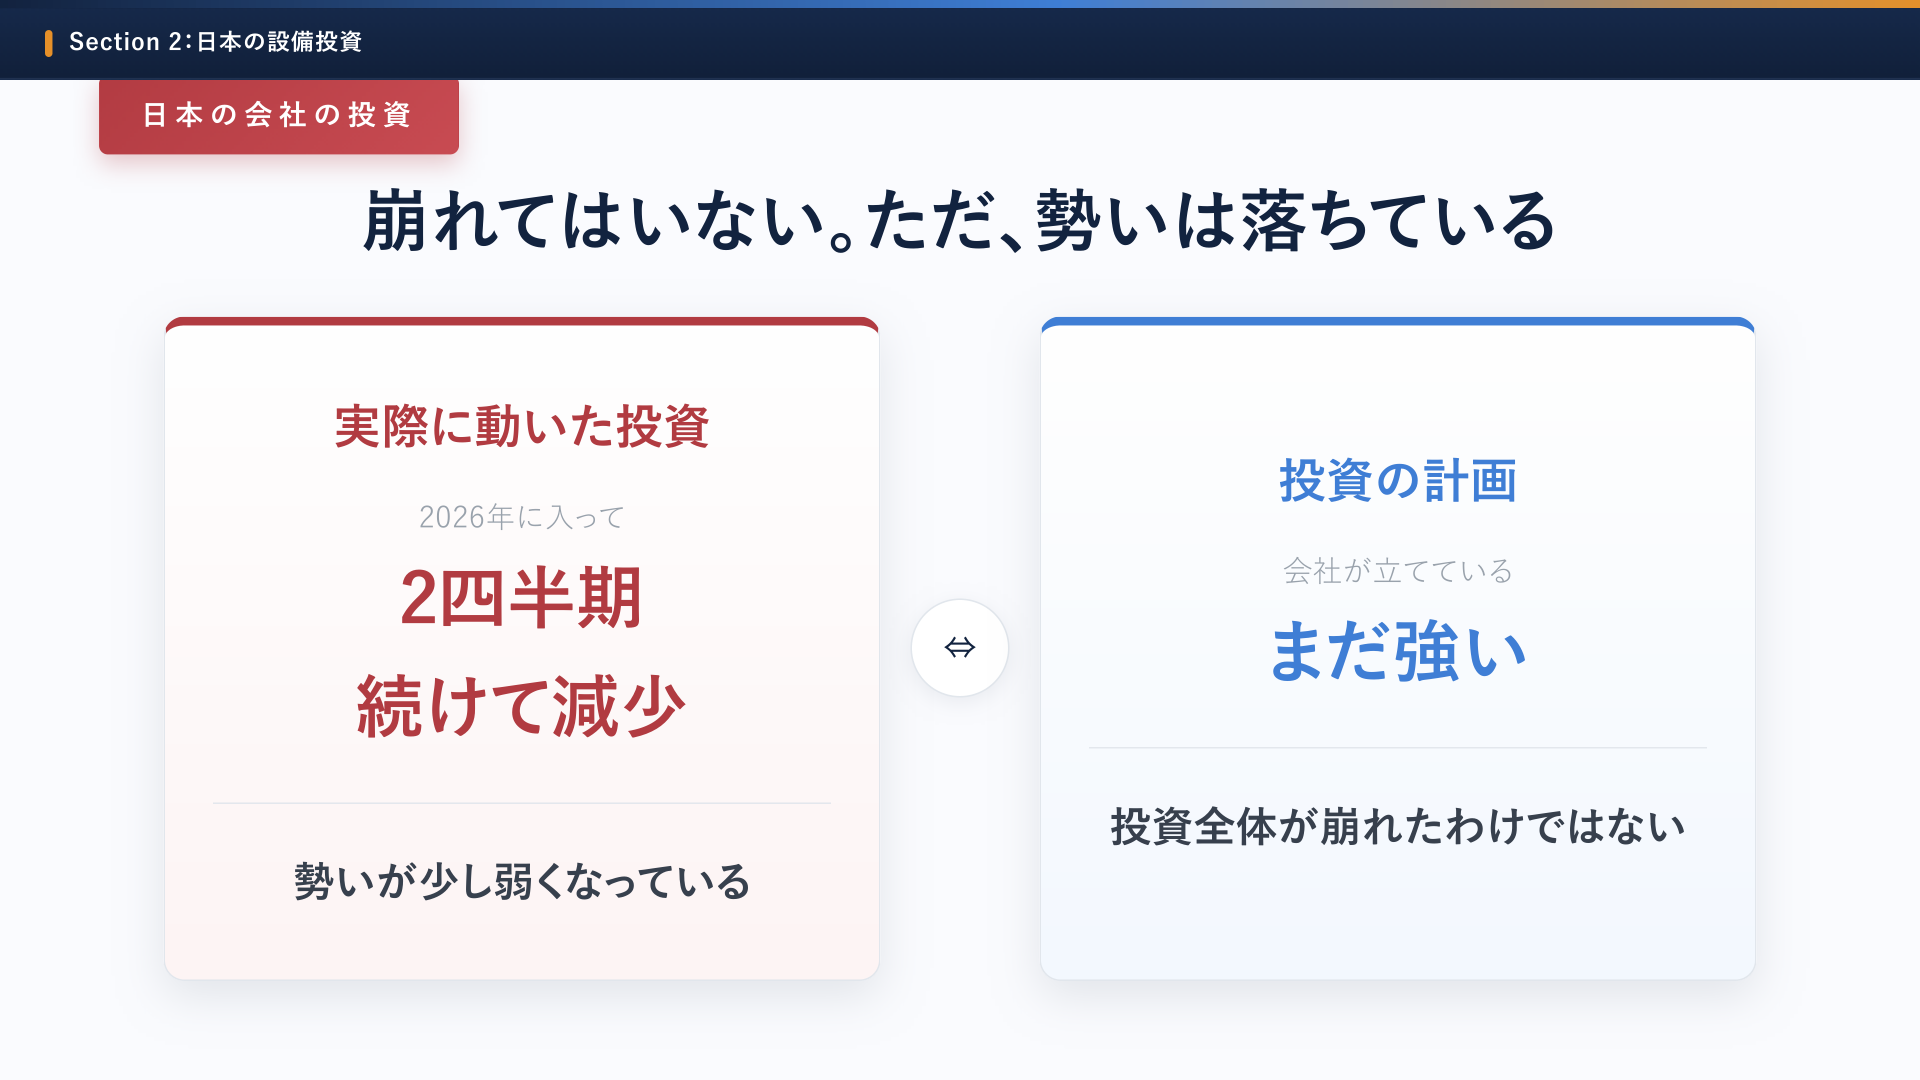 Section 2：日本の設備投資
日本の会社の投資
崩れてはいない。ただ、勢いは落ちている
実際に動いた投資
2026年に入って
2四半期
続けて減少
勢いが少し弱くなっている
⇔
投資の計画
会社が立てている
まだ強い
投資全体が崩れたわけではない